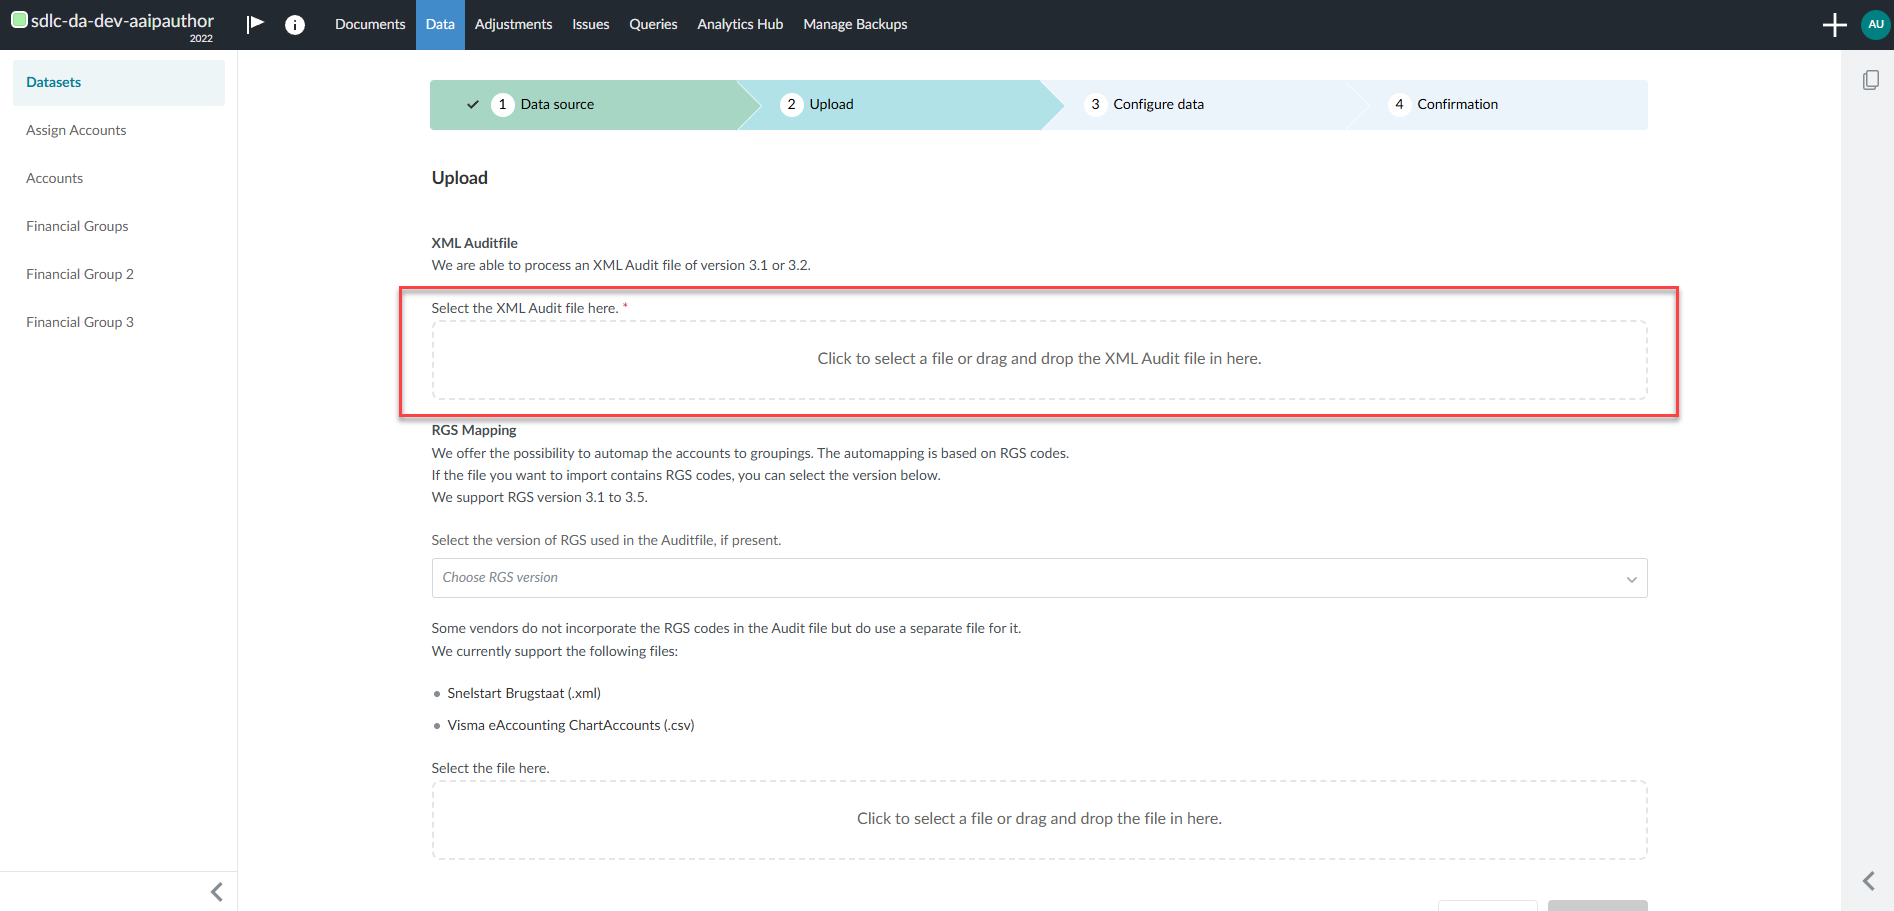 sdlc-da-dev-aaipauthor
2022
Documents
Data
Adjustments
Issues
Queries
Analytics Hub
Manage Backups
AU
Datasets
Assign Accounts
Accounts
Financial Groups
Financial Group 2
Financial Group 3
1 Data source
2 Upload
3 Configure data
4 Confirmation
Upload
XML Auditfile
We are able to process an XML Audit file of version 3.1 or 3.2.
Select the XML Audit file here. *
Click to select a file or drag and drop the XML Audit file in here.
RGS Mapping
We offer the possibility to automap the accounts to groupings. The automapping is based on RGS codes.
If the file you want to import contains RGS codes, you can select the version below.
We support RGS version 3.1 to 3.5.
Select the version of RGS used in the Auditfile, if present.
Choose RGS version
Some vendors do not incorporate the RGS codes in the Audit file but do use a separate file for it.
We currently support the following files:
• Snelstart Brugstaat (.xml)
• Visma eAccounting ChartAccounts (.csv)
Select the file here.
Click to select a file or drag and drop the file in here.